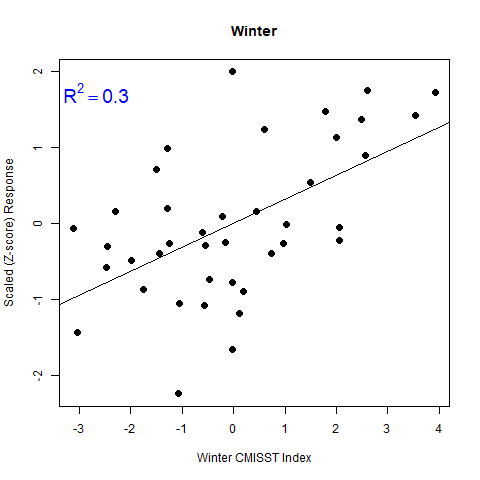 Winter
R² = 0.3
Scaled (Z-score) Response
2
1
0
-1
-2
-3 -2 -1 0 1 2 3 4
Winter CMISST Index